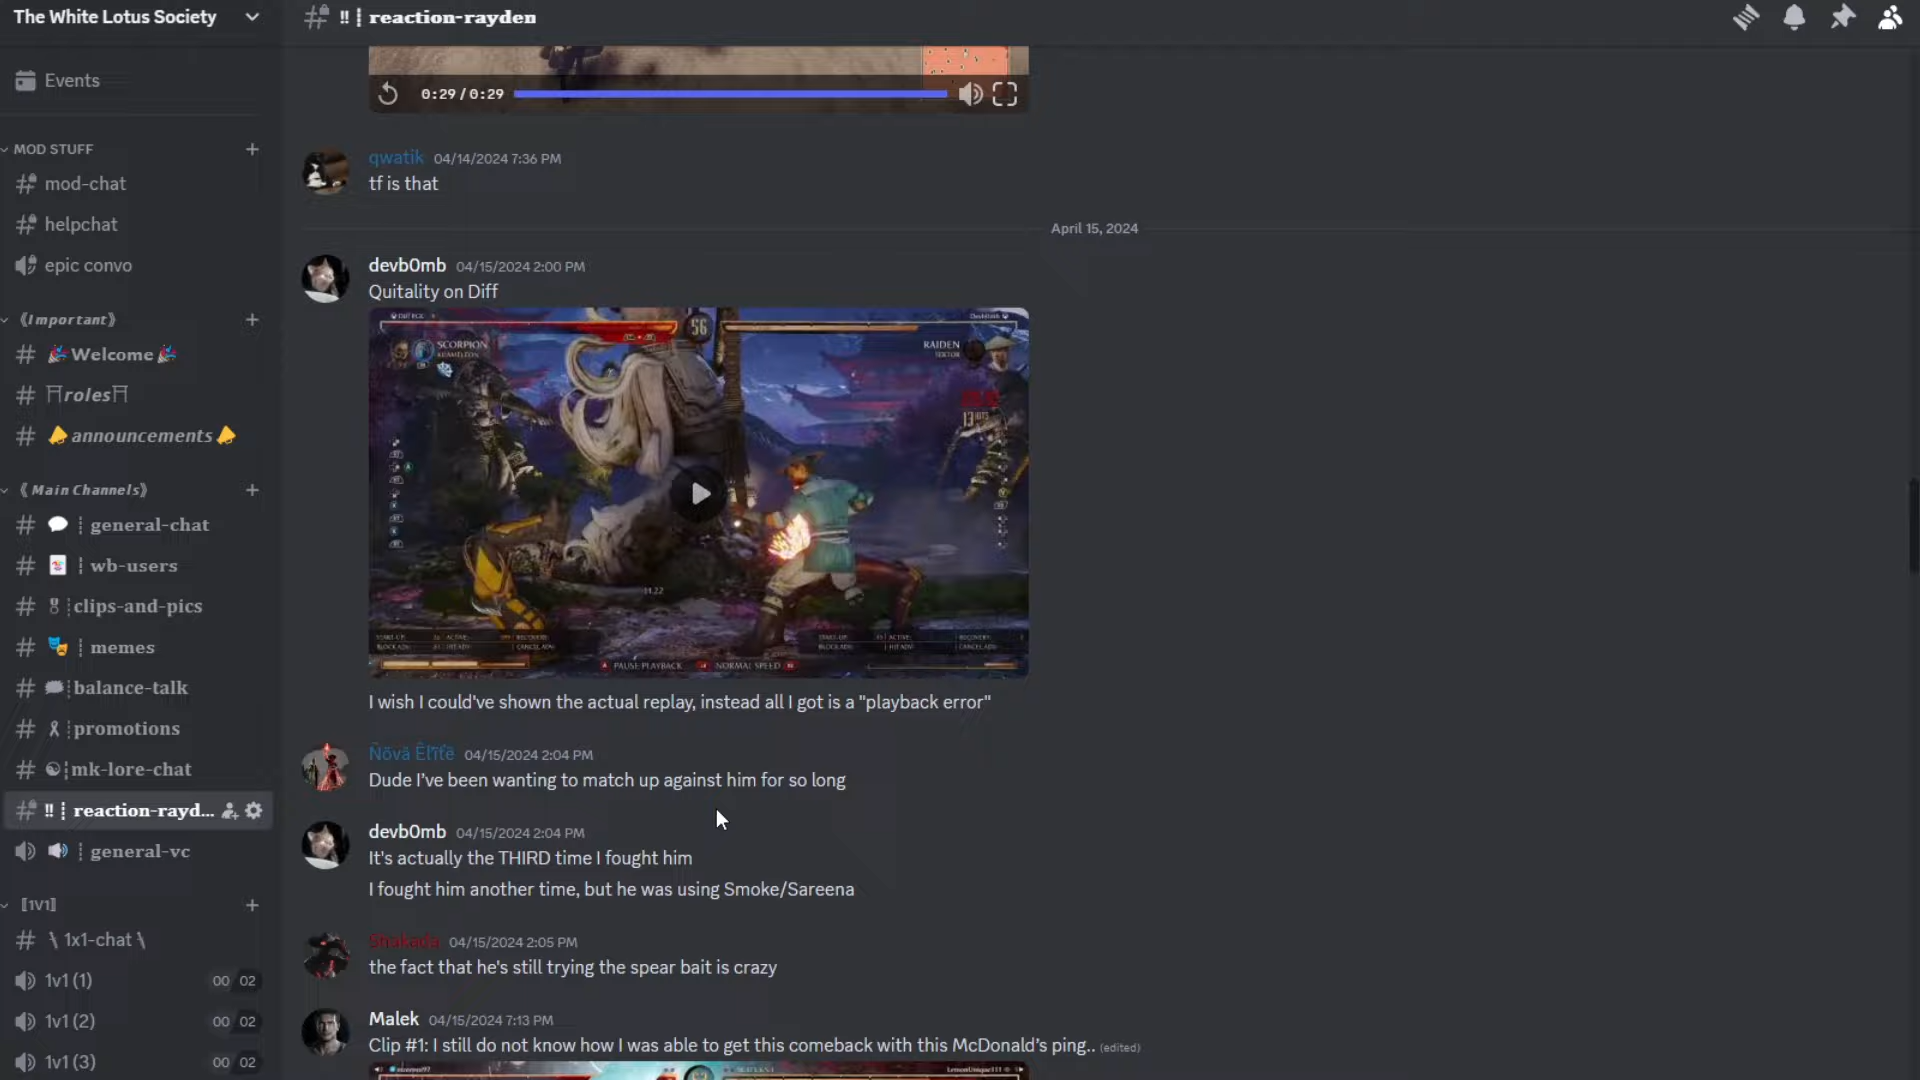 The White Lotus Society
‼┊reaction-rayden
Events
0:29 / 0:29
MOD STUFF
mod-chat
helpchat
epic convo
《Important》
🎉Welcome🎉
⛩roles⛩
📣announcements📣
《Main Channels》
💬┊general-chat
🃏┊wb-users
🎖┊clips-and-pics
🎭┊memes
💭┊balance-talk
🎗┊promotions
☯┊mk-lore-chat
‼┊reaction-rayd...
🔊┊general-vc
〚1V1〛
\ 1x1-chat \
1v1 (1) 00 02
1v1 (2) 00 02
1v1 (3) 00 02
qwatik 04/14/2024 7:36 PM
tf is that
April 15, 2024
devb0mb 04/15/2024 2:00 PM
Quitality on Diff
56
SCORPION
KHAMELEON
RAIDEN
13 HITS
PAUSE PLAYBACK
NORMAL SPEED
I wish I could've shown the actual replay, instead all I got is a "playback error"
04/15/2024 2:04 PM
Dude I've been wanting to match up against him for so long
devb0mb 04/15/2024 2:04 PM
It's actually the THIRD time I fought him
I fought him another time, but he was using Smoke/Sareena
Shakada 04/15/2024 2:05 PM
the fact that he's still trying the spear bait is crazy
Malek 04/15/2024 7:13 PM
Clip #1: I still do not know how I was able to get this comeback with this McDonald's ping.. (edited)